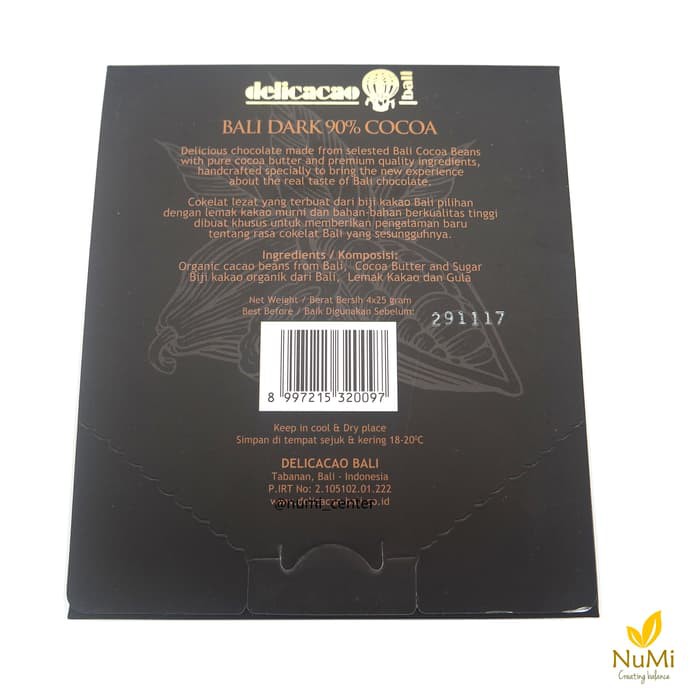 delicacao bali
BALI DARK 90% COCOA
Delicious chocolate made from selested Bali Cocoa Beans
with pure cocoa butter and premium quality ingredients,
handcrafted specially to bring the new experience
about the real taste of Bali chocolate.
Cokelat lezat yang terbuat dari biji kakao Bali pilihan
dengan lemak kakao murni dan bahan-bahan berkualitas tinggi
dibuat khusus untuk memberikan pengalaman baru
tentang rasa cokelat Bali yang sesungguhnya.
Ingredients / Komposisi:
Organic cacao beans from Bali, Cocoa Butter and Sugar
Biji kakao organik dari Bali, Lemak Kakao dan Gula
Net Weight / Berat Bersih 4x25 gram
Best Before / Baik Digunakan Sebelum:
291117
8 997215 320097
Keep in cool & Dry place
Simpan di tempat sejuk & kering 18-20°C
DELICACAO BALI
Tabanan, Bali - Indonesia
P.IRT No: 2.105102.01.222
@numi_center
NuMi
Creating balance